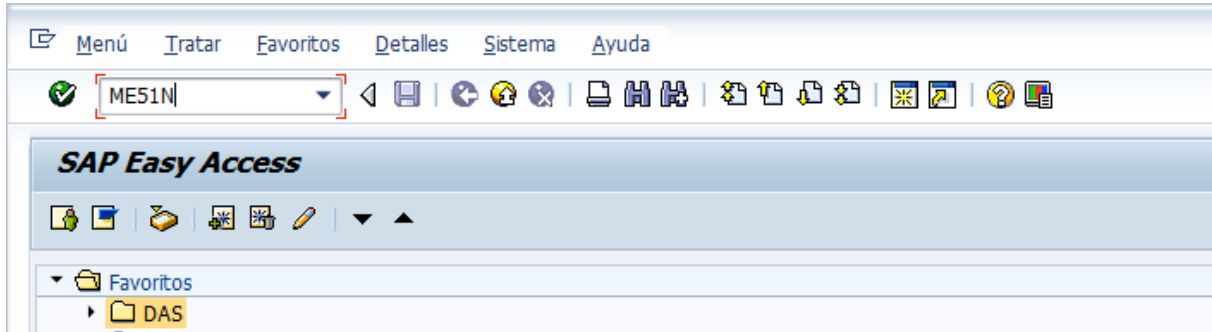 Menú Tratar Favoritos Detalles Sistema Ayuda
ME51N
SAP Easy Access
Favoritos
DAS